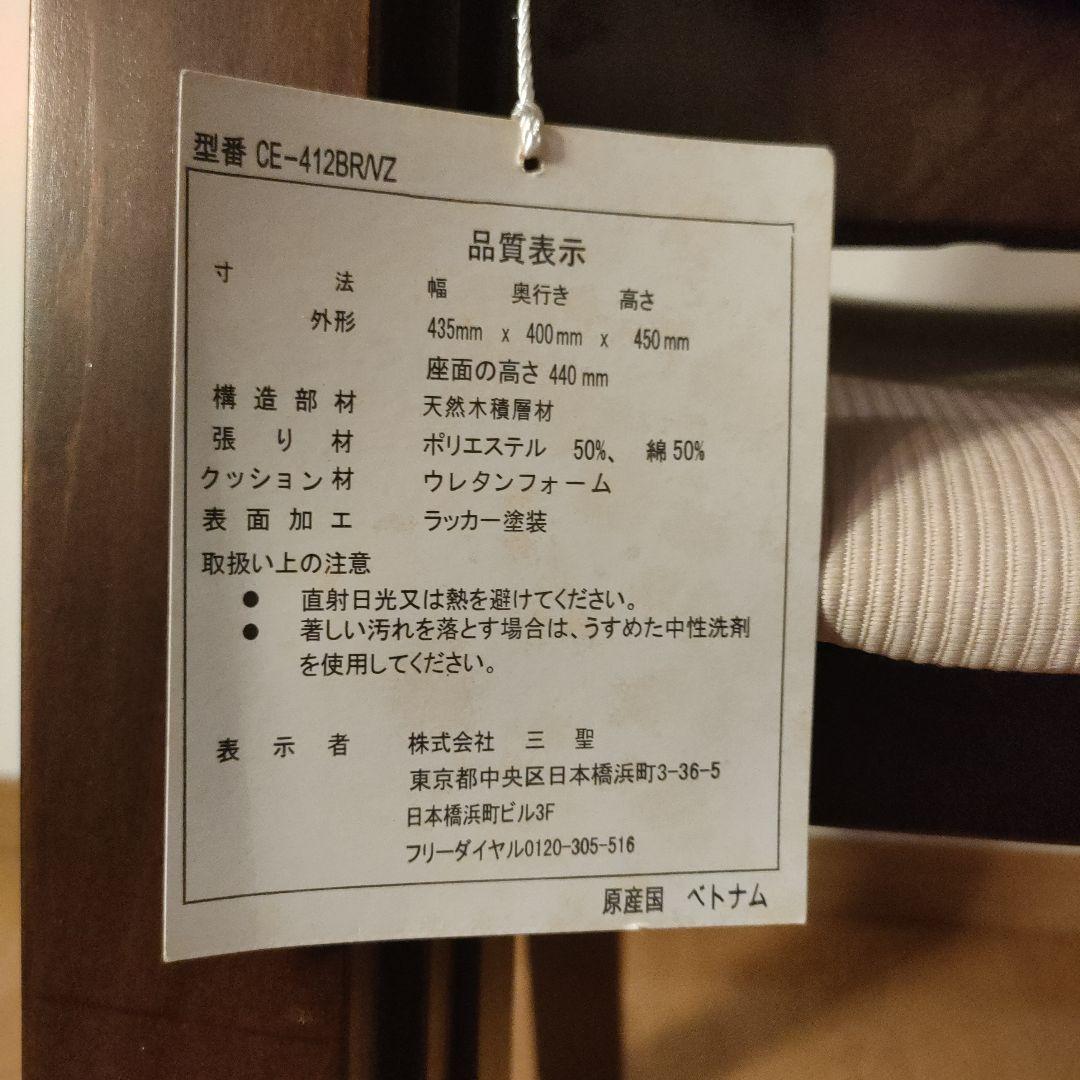 型番 CE-412BR/VZ
品質表示
寸法 幅 奥行き 高さ
外形 435mm x 400mm x 450mm
座面の高さ 440mm
構造部材 天然木積層材
張り材 ポリエステル 50%、 綿50%
クッション材 ウレタンフォーム
表面加工 ラッカー塗装
取扱い上の注意
● 直射日光又は熱を避けてください。
● 著しい汚れを落とす場合は、うすめた中性洗剤
を使用してください。
表示者 株式会社 三聖
東京都中央区日本橋浜町3-36-5
日本橋浜町ビル3F
フリーダイヤル0120-305-516
原産国 ベトナム